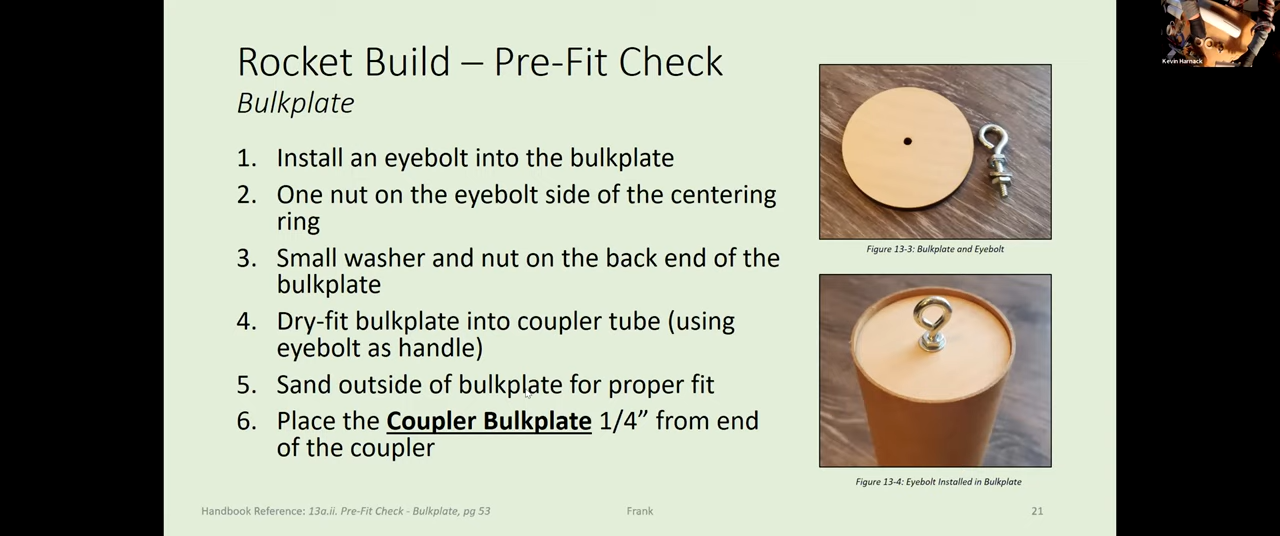 Rocket Build – Pre-Fit Check
Bulkplate
1. Install an eyebolt into the bulkplate
2. One nut on the eyebolt side of the centering
ring
3. Small washer and nut on the back end of the
bulkplate
4. Dry-fit bulkplate into coupler tube (using
eyebolt as handle)
5. Sand outside of bulkplate for proper fit
6. Place the Coupler Bulkplate 1/4” from end
of the coupler
Figure 13-3: Bulkplate and Eyebolt
Figure 13-4: Eyebolt Installed in Bulkplate
Handbook Reference: 13a.ii. Pre-Fit Check - Bulkplate, pg 53
Frank
21
Kevin Harnack